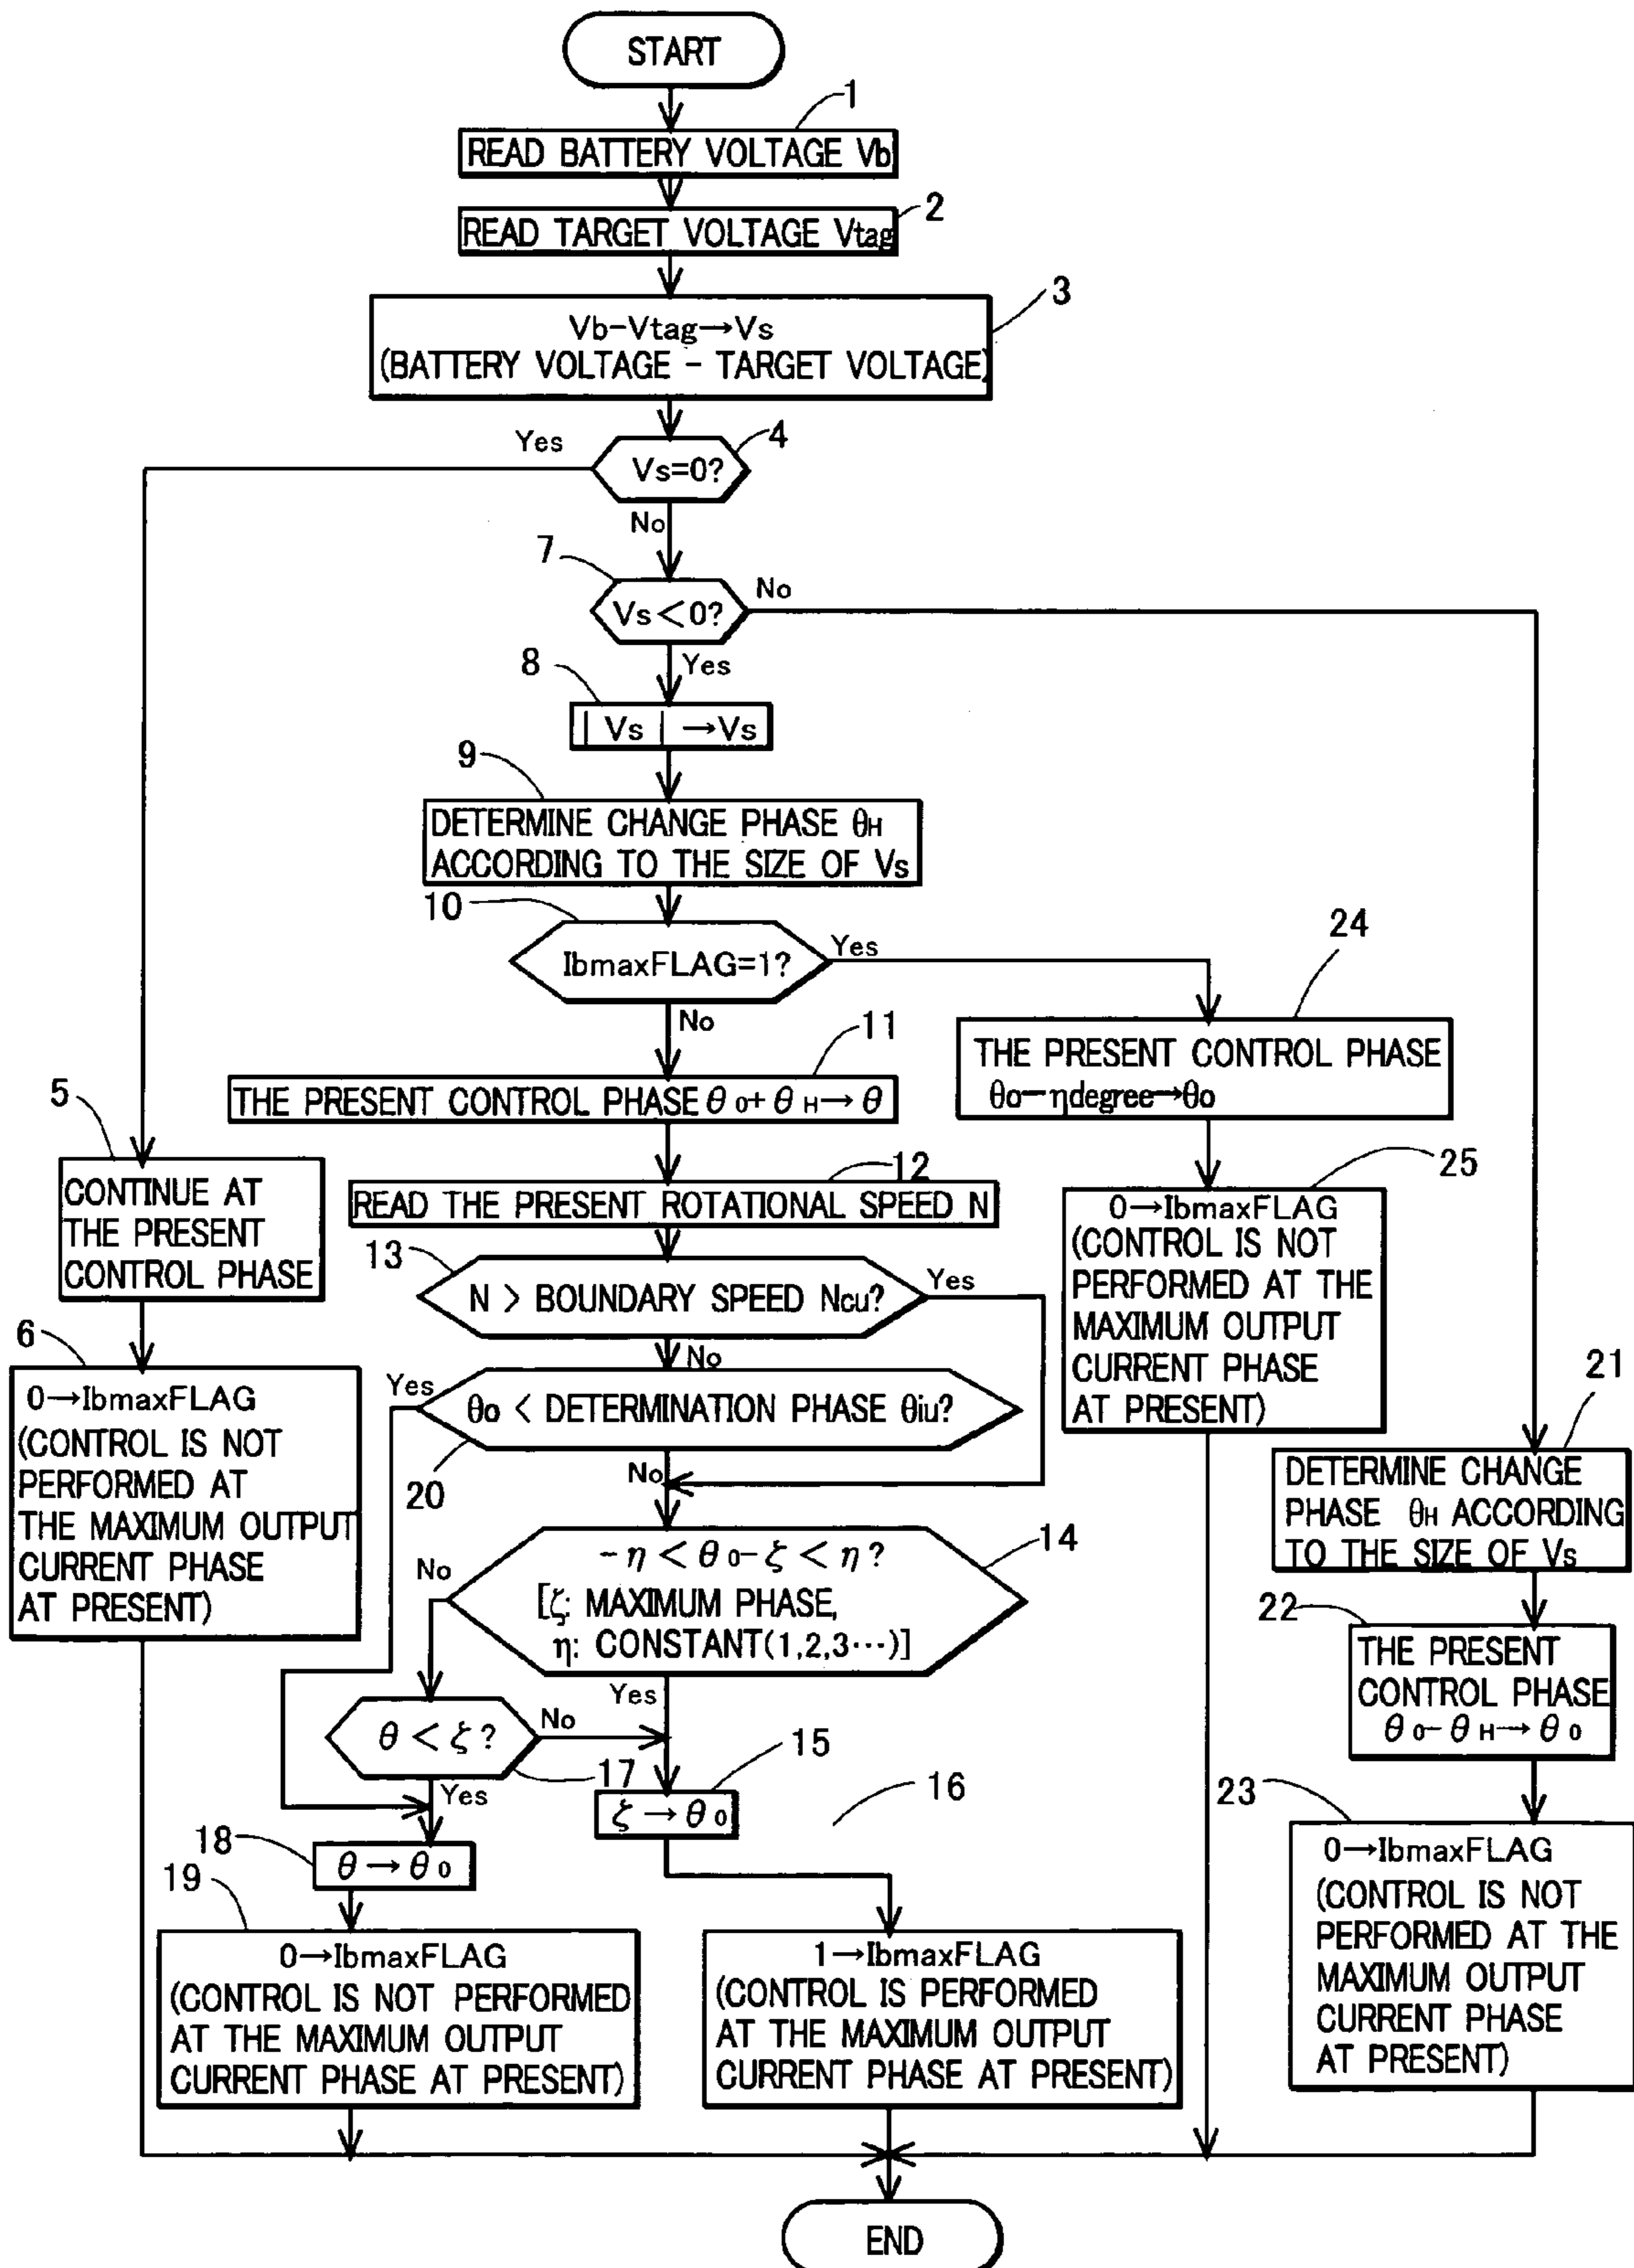 START
1
READ BATTERY VOLTAGE Vb
2
READ TARGET VOLTAGE Vtag
3
Vb-Vtag→Vs
(BATTERY VOLTAGE - TARGET VOLTAGE)
4
Yes
Vs=0?
No
7
No
Vs<0?
8
Yes
| Vs | →Vs
9
DETERMINE CHANGE PHASE θH
ACCORDING TO THE SIZE OF Vs
10
IbmaxFLAG=1?
Yes
No
24
THE PRESENT CONTROL PHASE
θo-ηdegree→θo
11
THE PRESENT CONTROL PHASE θ0+θH→θ
5
CONTINUE AT
THE PRESENT
CONTROL PHASE
12
READ THE PRESENT ROTATIONAL SPEED N
25
0→IbmaxFLAG
(CONTROL IS NOT
PERFORMED AT THE
MAXIMUM OUTPUT
CURRENT PHASE
AT PRESENT)
13
N > BOUNDARY SPEED Ncu?
Yes
No
6
0→IbmaxFLAG
(CONTROL IS NOT
PERFORMED AT
THE MAXIMUM OUTPUT
CURRENT PHASE
AT PRESENT)
Yes
θo < DETERMINATION PHASE θiu?
20
No
21
DETERMINE CHANGE
PHASE θH ACCORDING
TO THE SIZE OF Vs
14
No
-η<θ0-ζ<η?
[ζ: MAXIMUM PHASE,
η: CONSTANT(1,2,3···)]
Yes
22
THE PRESENT
CONTROL PHASE
θ0-θH→θ0
θ<ζ?
No
17
Yes
15
ζ→θ0
16
23
0→IbmaxFLAG
(CONTROL IS NOT
PERFORMED AT THE
MAXIMUM OUTPUT
CURRENT PHASE
AT PRESENT)
18
θ→θ0
19
0→IbmaxFLAG
(CONTROL IS NOT PERFORMED
AT THE MAXIMUM OUTPUT
CURRENT PHASE AT PRESENT)
1→IbmaxFLAG
(CONTROL IS PERFORMED
AT THE MAXIMUM OUTPUT
CURRENT PHASE AT PRESENT)
END